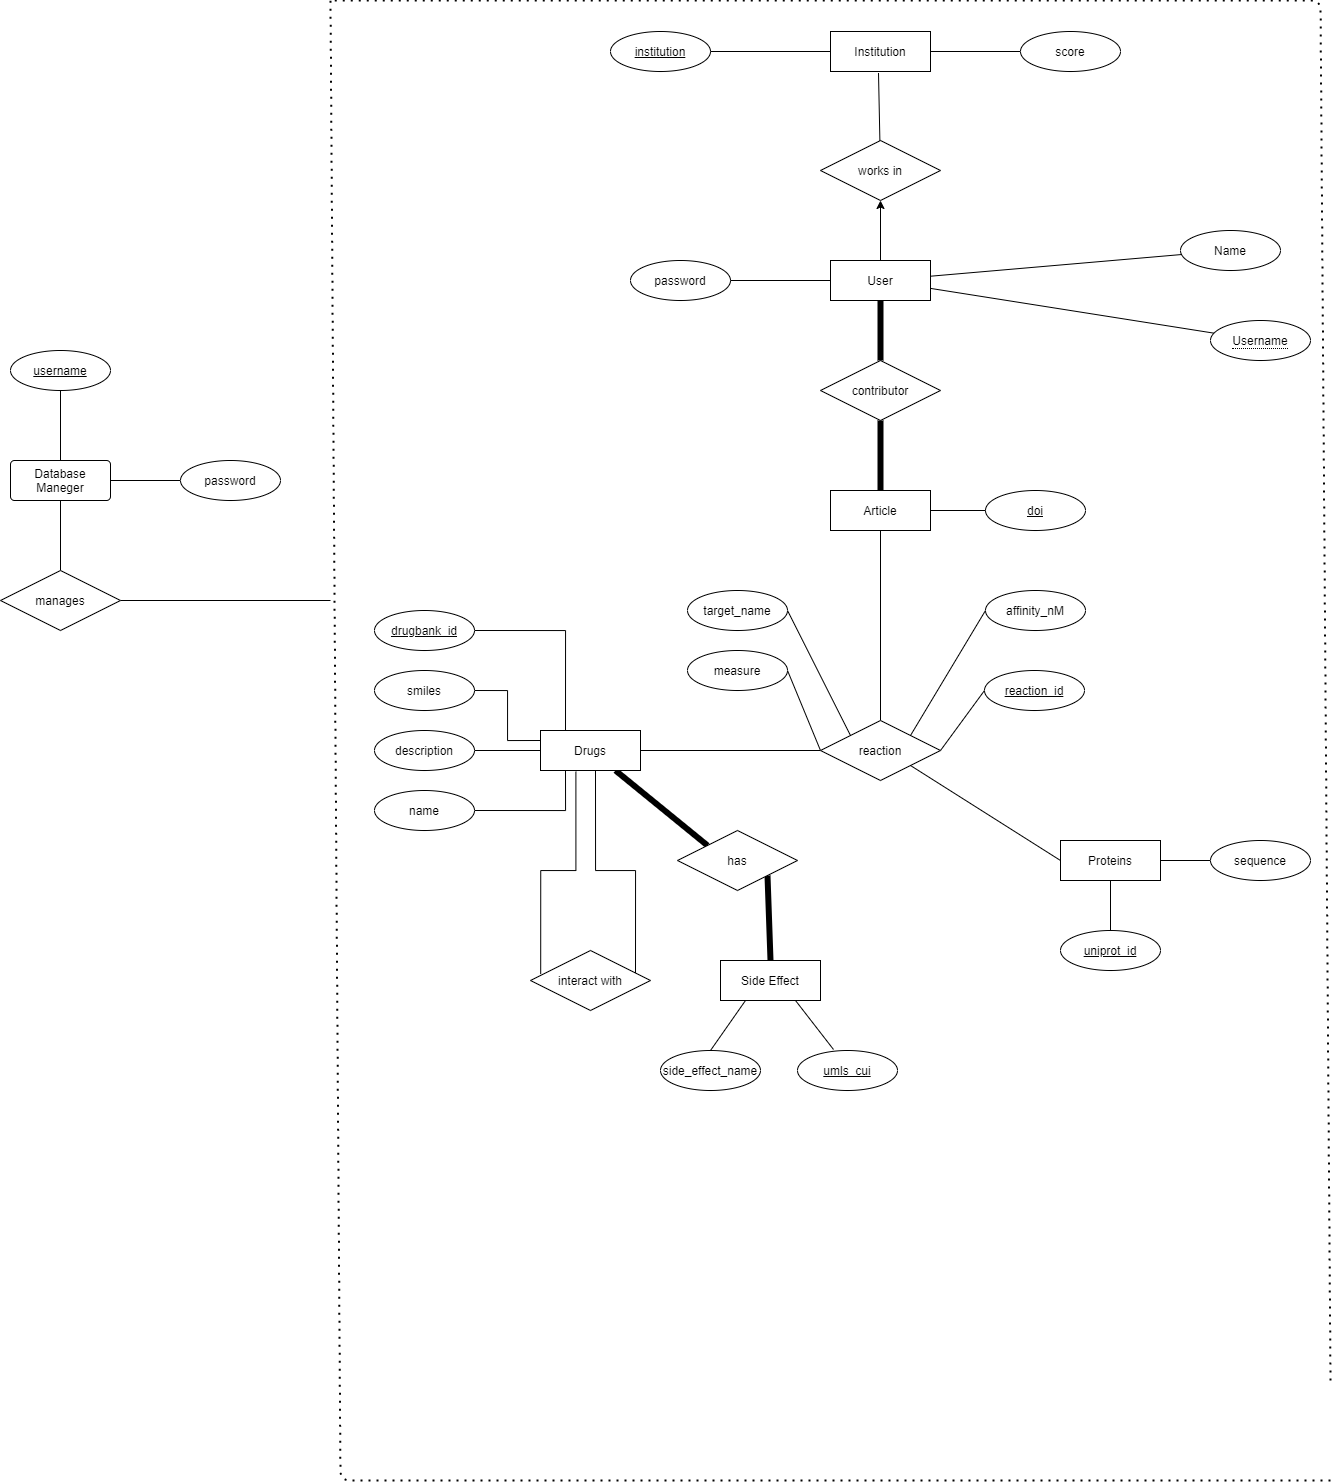 institution
Institution
score
works in
Name
password
User
Username
username
contributor
Database
Maneger
password
Article
doi
manages
target_name
affinity_nM
drugbank_id
measure
smiles
reaction_id
description
Drugs
reaction
name
has
Proteins
sequence
uniprot_id
interact with
Side Effect
side_effect_name
umls_cui